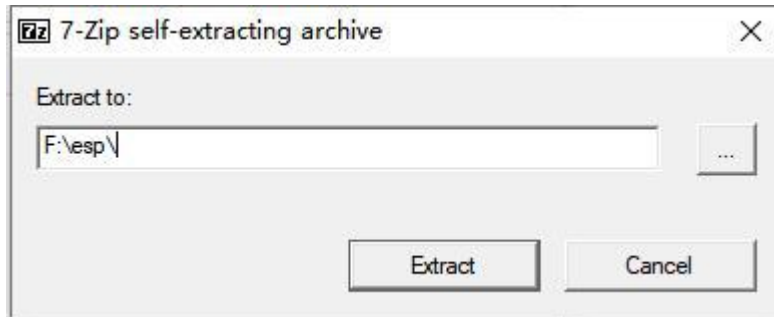 7z 7-Zip self-extracting archive
Extract to:
F:\esp\
...
Extract
Cancel